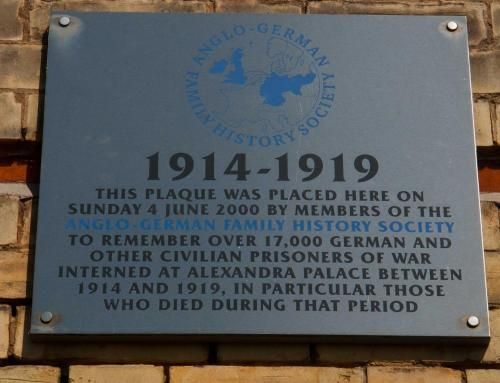 ANGLO-GERMAN
FAMILY HISTORY SOCIETY
1914-1919
THIS PLAQUE WAS PLACED HERE ON
SUNDAY 4 JUNE 2000 BY MEMBERS OF THE
ANGLO-GERMAN FAMILY HISTORY SOCIETY
TO REMEMBER OVER 17,000 GERMAN AND
OTHER CIVILIAN PRISONERS OF WAR
INTERNED AT ALEXANDRA PALACE BETWEEN
1914 AND 1919, IN PARTICULAR THOSE
WHO DIED DURING THAT PERIOD